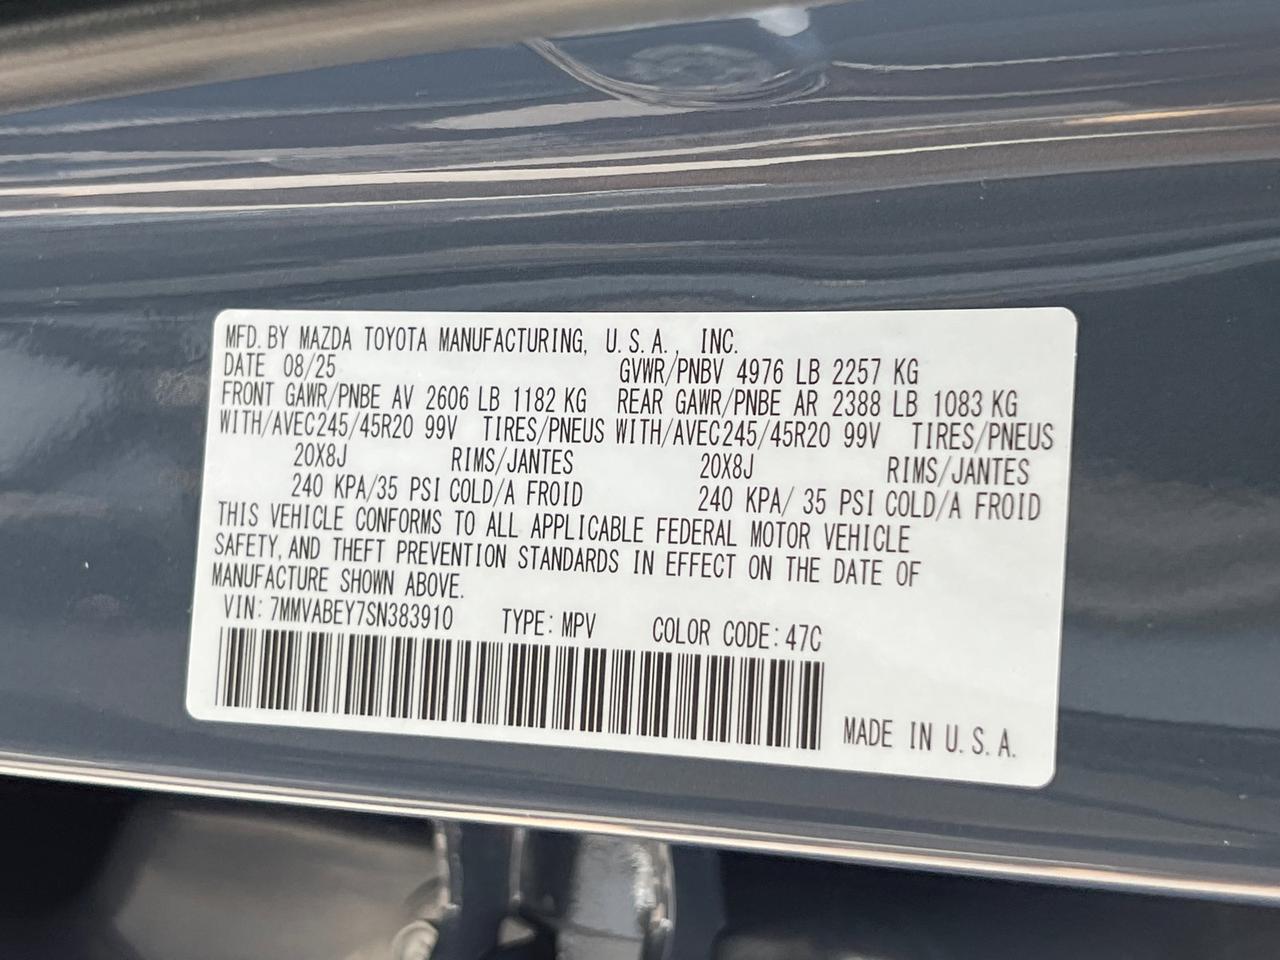 MFD. BY MAZDA TOYOTA MANUFACTURING, U.S.A., INC.
DATE 08/25 GVWR/PNBV 4976 LB 2257 KG
FRONT GAWR/PNBE AV 2606 LB 1182 KG REAR GAWR/PNBE AR 2388 LB 1083 KG
WITH/AVEC 245/45R20 99V TIRES/PNEUS WITH/AVEC 245/45R20 99V TIRES/PNEUS
20X8J RIMS/JANTES 20X8J RIMS/JANTES
240 KPA/35 PSI COLD/A FROID 240 KPA/ 35 PSI COLD/A FROID
THIS VEHICLE CONFORMS TO ALL APPLICABLE FEDERAL MOTOR VEHICLE
SAFETY, AND THEFT PREVENTION STANDARDS IN EFFECT ON THE DATE OF
MANUFACTURE SHOWN ABOVE.
VIN: 7MMVABEY7SN383910 TYPE: MPV COLOR CODE: 47C
MADE IN U.S.A.